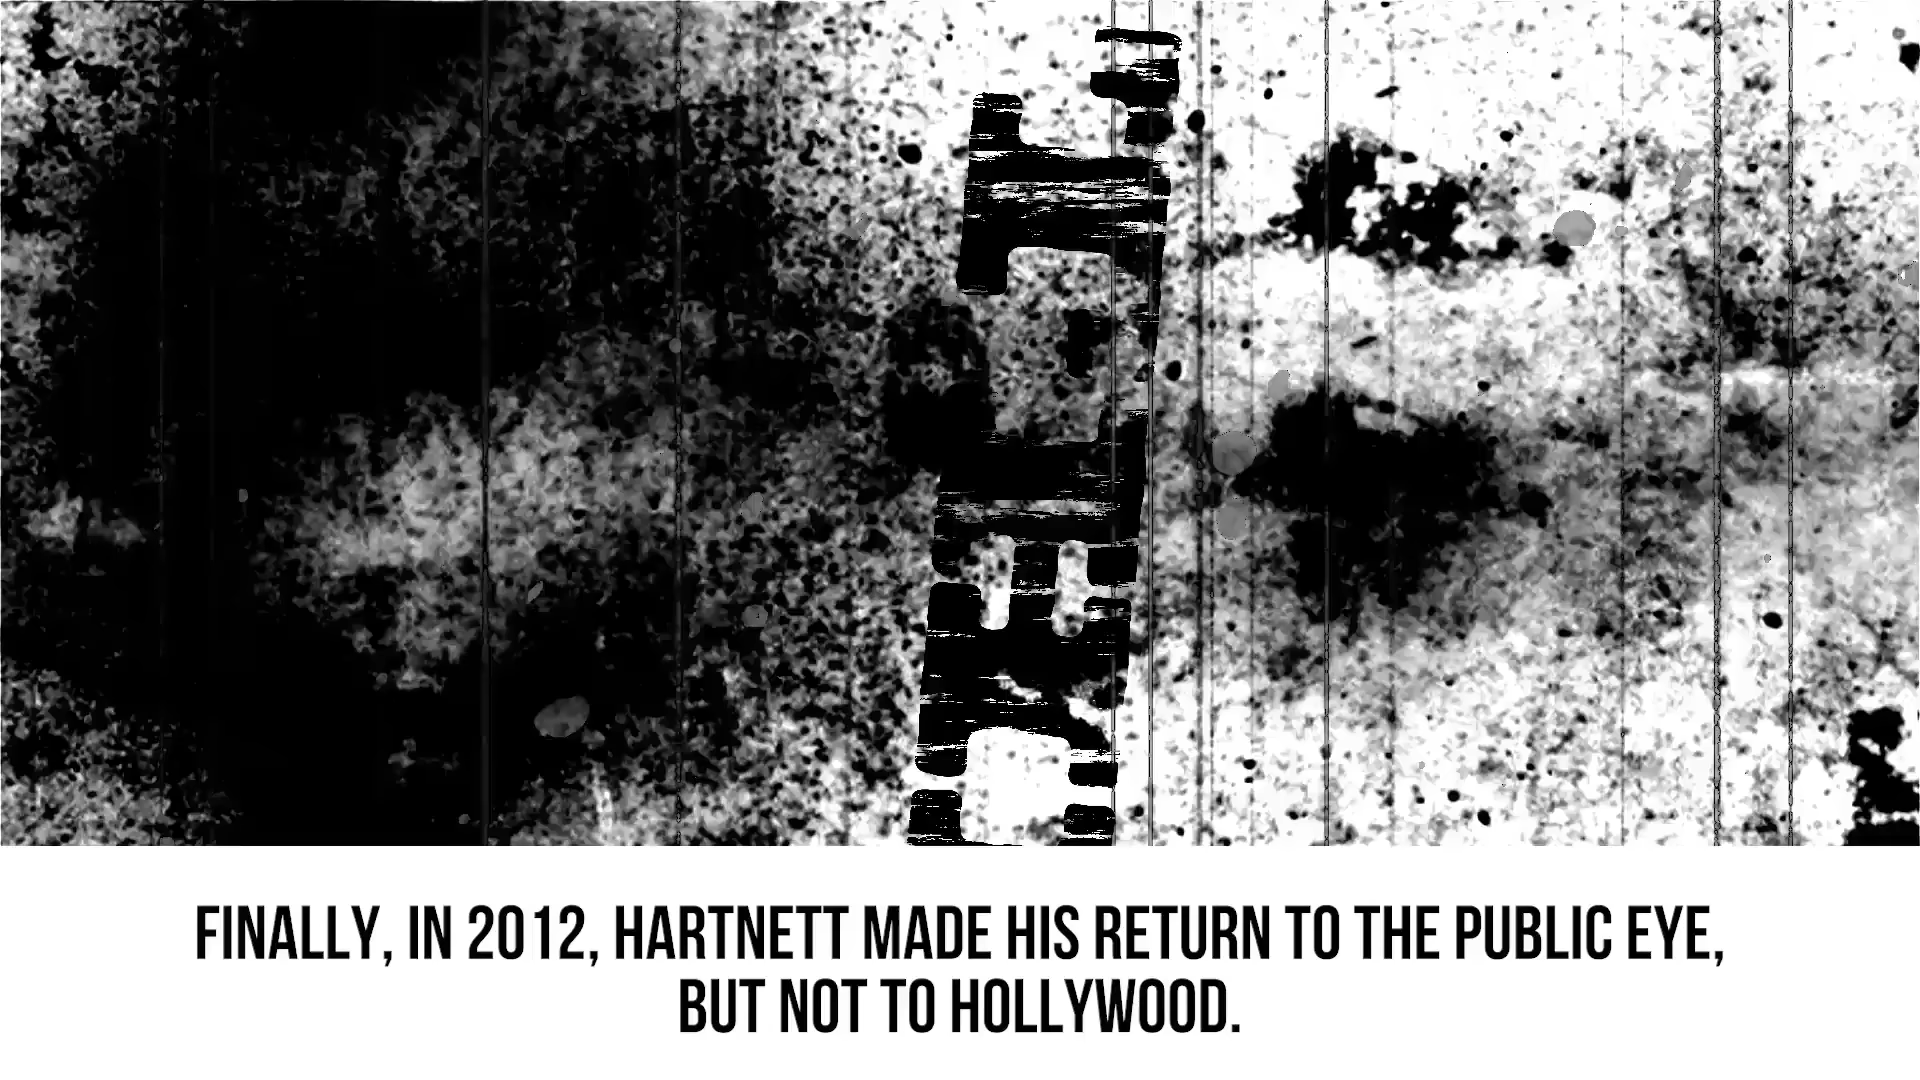 FINALLY, IN 2012, HARTNETT MADE HIS RETURN TO THE PUBLIC EYE,
BUT NOT TO HOLLYWOOD.